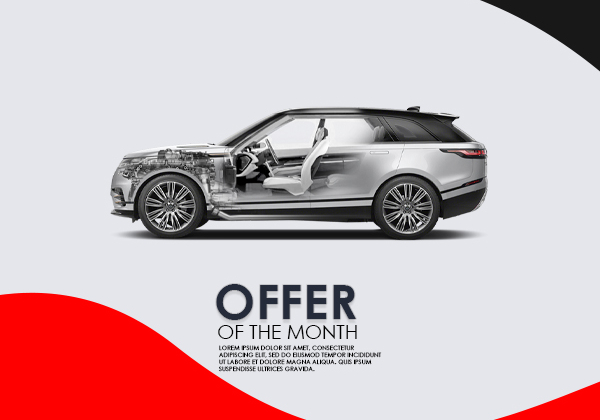 OFFER
OF THE MONTH
LOREM IPSUM DOLOR SIT AMET, CONSECTETUR
ADIPISCING ELIT, SED DO EIUSMOD TEMPOR INCIDIDUNT
UT LABORE ET DOLORE MAGNA ALIQUA. QUIS IPSUM
SUSPENDISSE ULTRICES GRAVIDA.